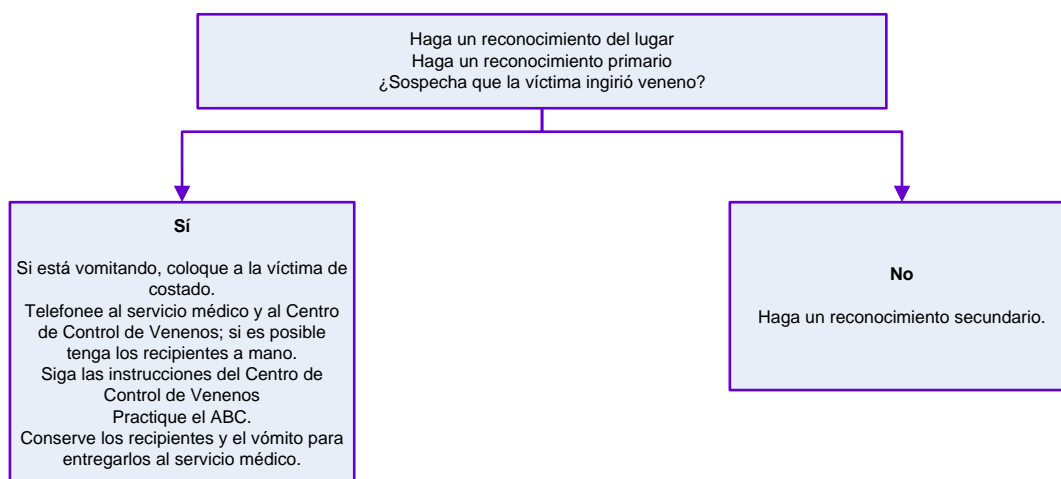 Haga un reconocimiento del lugar
Haga un reconocimiento primario
¿Sospecha que la víctima ingirió veneno?
Sí
Si está vomitando, coloque a la víctima de
costado.
Telefonee al servicio médico y al Centro
de Control de Venenos; si es posible
tenga los recipientes a mano.
Siga las instrucciones del Centro de
Control de Venenos
Practique el ABC.
Conserve los recipientes y el vómito para
entregarlos al servicio médico.
No
Haga un reconocimiento secundario.